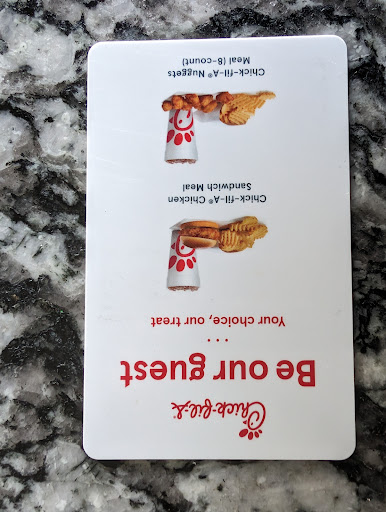 Chick-fil-A
Be our guest
...
Your choice, our treat
Chick-fil-A® Chicken
Sandwich Meal
Chick-fil-A® Nuggets
Meal (8-count)